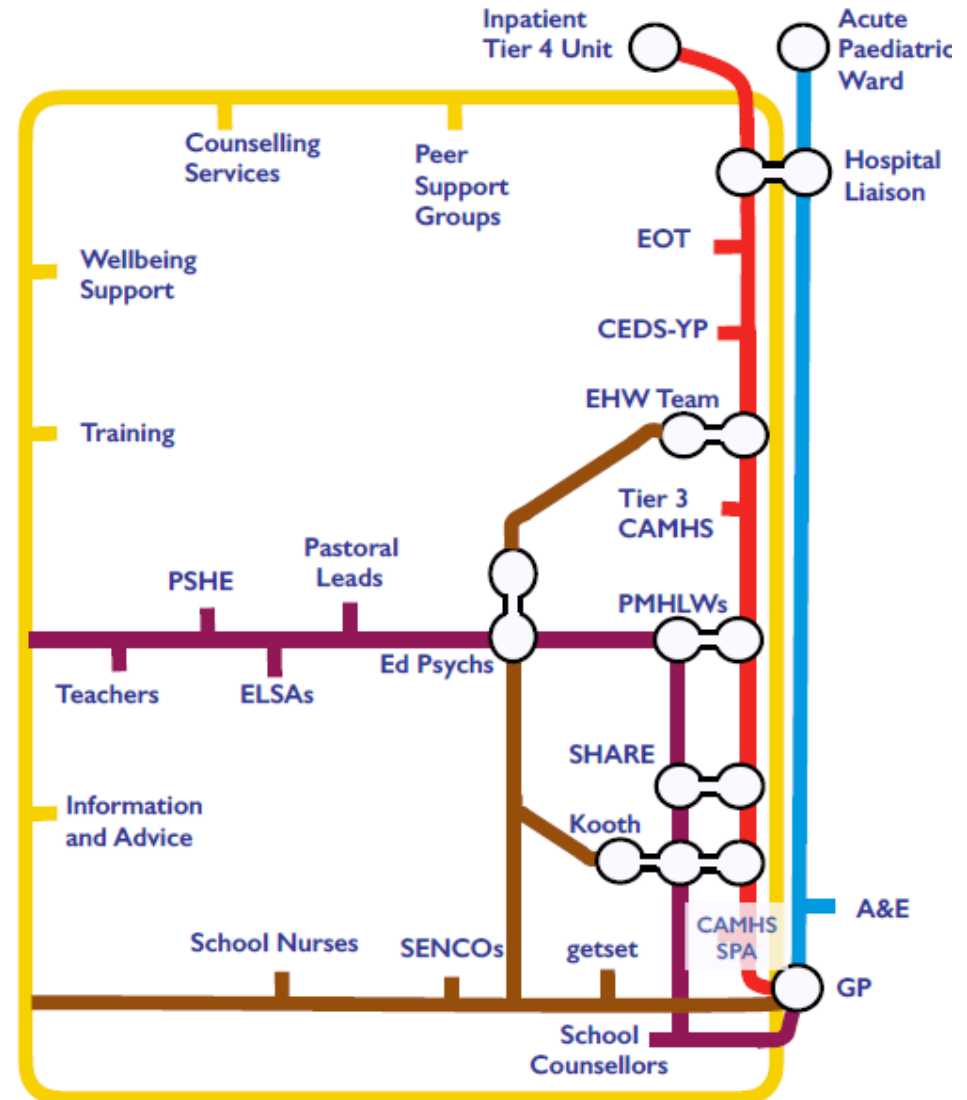 Inpatient
Tier 4 Unit
Acute
Paediatric
Ward
Counselling
Services
Peer
Support
Groups
Hospital
Liaison
EOT
Wellbeing
Support
CEDS-YP
EHW Team
Training
Tier 3
CAMHS
Pastoral
Leads
PSHE
PMHLWs
Ed Psychs
Teachers
ELSAs
SHARE
Information
and Advice
Kooth
A&E
CAMHS
SPA
School Nurses
SENCOs
getset
GP
School
Counsellors